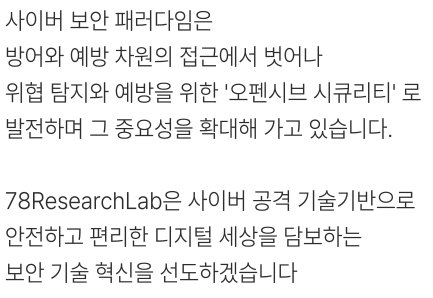 사이버 보안 패러다임은
방어와 예방 차원의 접근에서 벗어나
위협 탐지와 예방을 위한 '오펜시브 시큐리티' 로
발전하며 그 중요성을 확대해 가고 있습니다.
78ResearchLab은 사이버 공격 기술기반으로
안전하고 편리한 디지털 세상을 담보하는
보안 기술 혁신을 선도하겠습니다